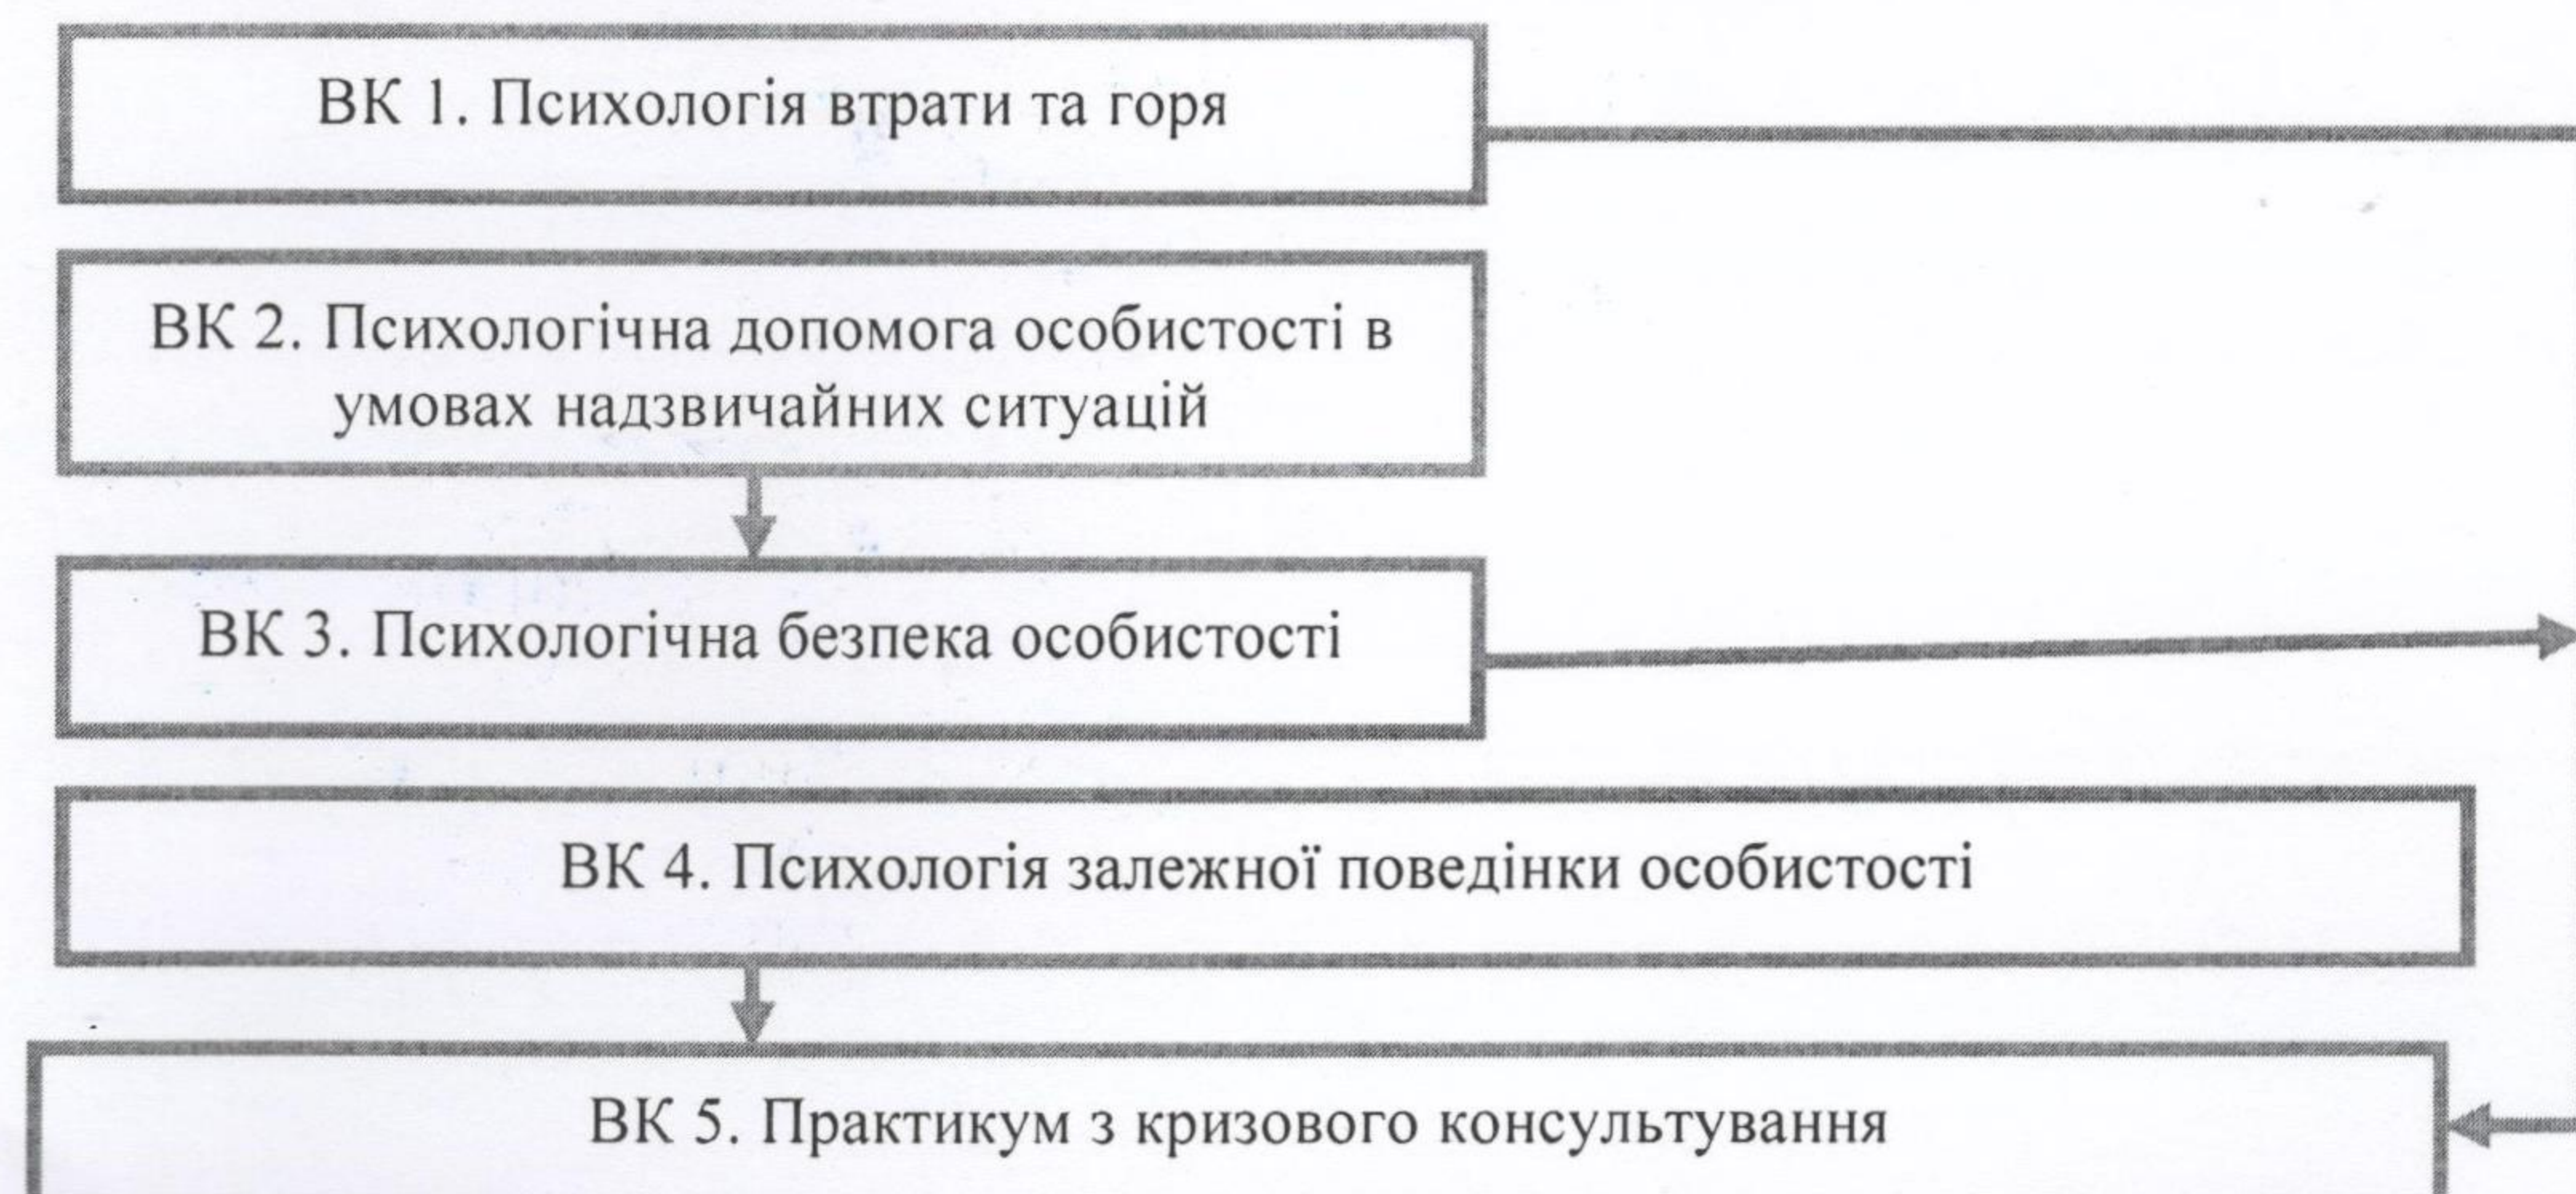 ВК 1. Психологія втрати та горя
ВК 2. Психологічна допомога особистості в
умовах надзвичайних ситуацій
ВК 3. Психологічна безпека особистості
ВК 4. Психологія залежної поведінки особистості
ВК 5. Практикум з кризового консультування